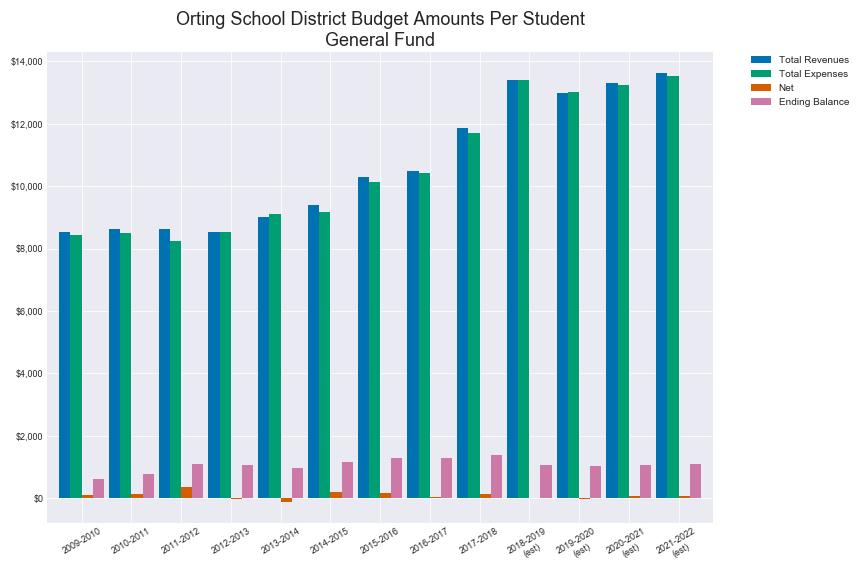 Orting School District Budget Amounts Per Student
General Fund
Total Revenues
Total Expenses
Net
Ending Balance
$14,000
$12,000
$10,000
$8,000
$6,000
$4,000
$2,000
$0
2009-2010
2010-2011
2011-2012
2012-2013
2013-2014
2014-2015
2015-2016
2016-2017
2017-2018
2018-2019
(est)
2019-2020
(est)
2020-2021
(est)
2021-2022
(est)